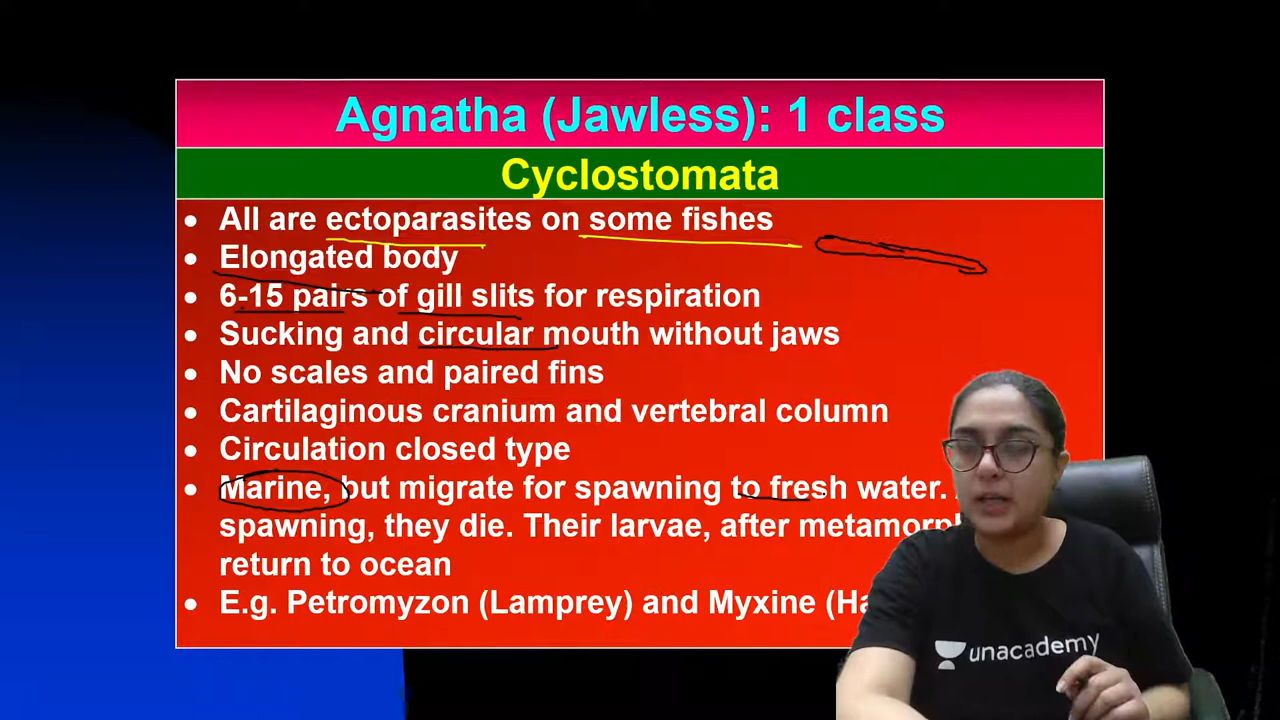 Agnatha (Jawless): 1 class
Cyclostomata
• All are ectoparasites on some fishes
• Elongated body
• 6-15 pairs of gill slits for respiration
• Sucking and circular mouth without jaws
• No scales and paired fins
• Cartilaginous cranium and vertebral column
• Circulation closed type
• Marine, but migrate for spawning to fresh water.
spawning, they die. Their larvae, after
return to ocean
• E.g. Petromyzon (Lamprey) and Myxine
unacademy